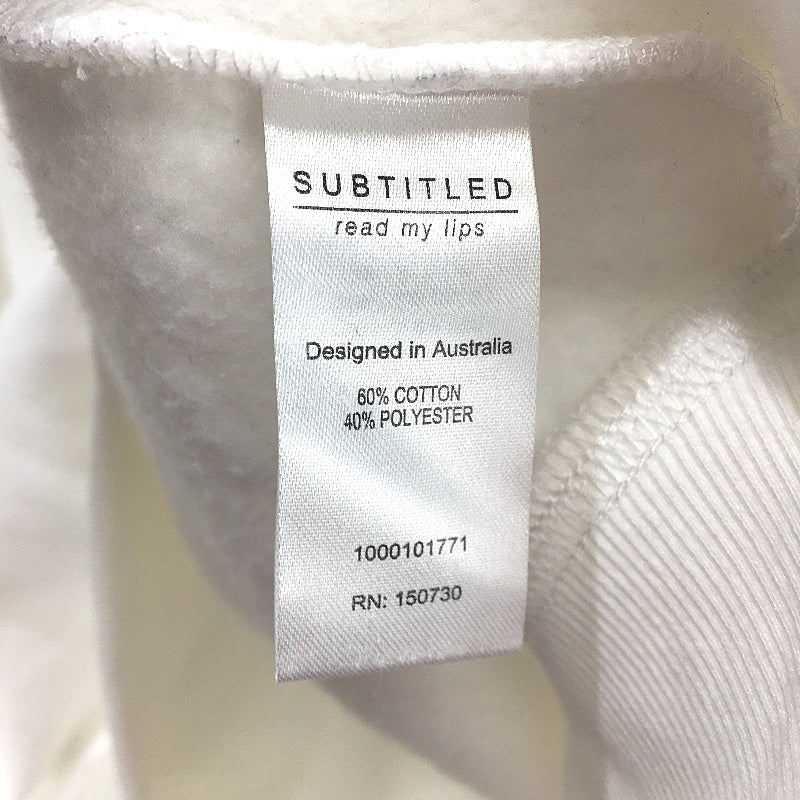 SUBTITLED
read my lips
Designed in Australia
60% COTTON
40% POLYESTER
1000101771
RN: 150730